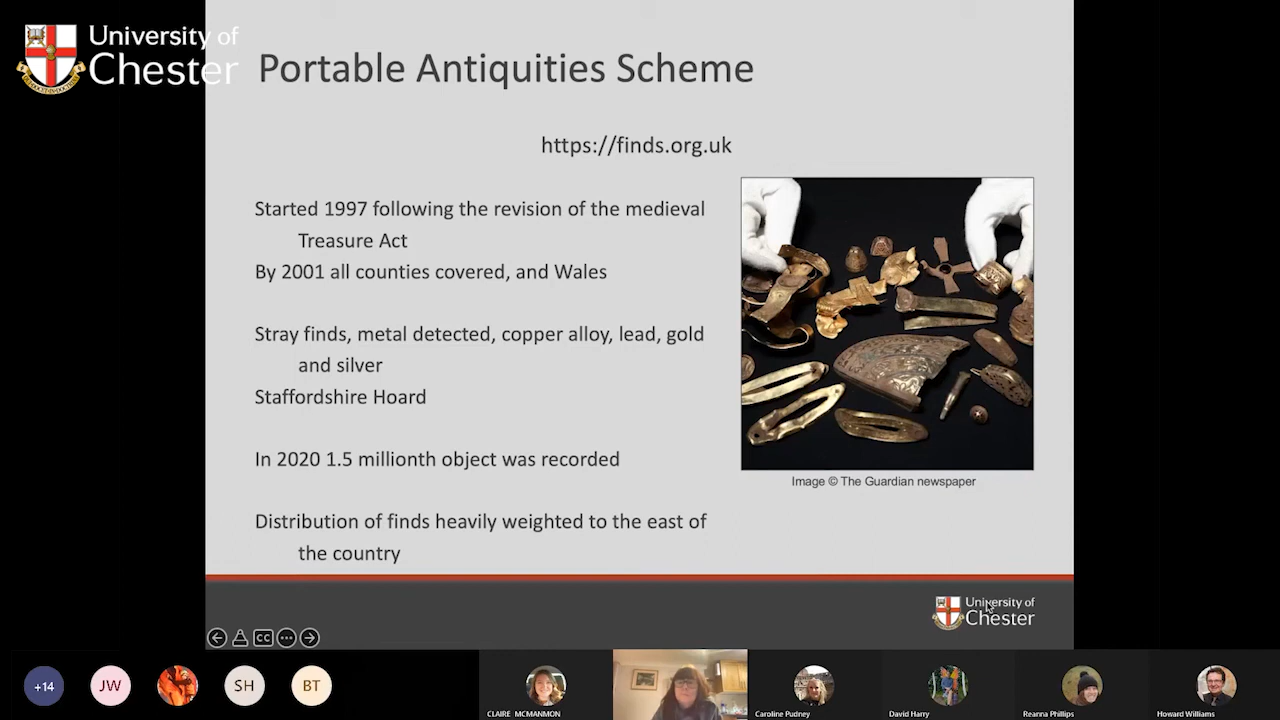 University of
Chester
Portable Antiquities Scheme
https://finds.org.uk
Started 1997 following the revision of the medieval
Treasure Act
By 2001 all counties covered, and Wales
Stray finds, metal detected, copper alloy, lead, gold
and silver
Staffordshire Hoard
In 2020 1.5 millionth object was recorded
Distribution of finds heavily weighted to the east of
the country
Image © The Guardian newspaper
University of
Chester
CC
+14
JW
SH
BT
CLAIRE MCMANMON
Caroline Pudney
David Harry
Reanna Phillips
Howard Williams